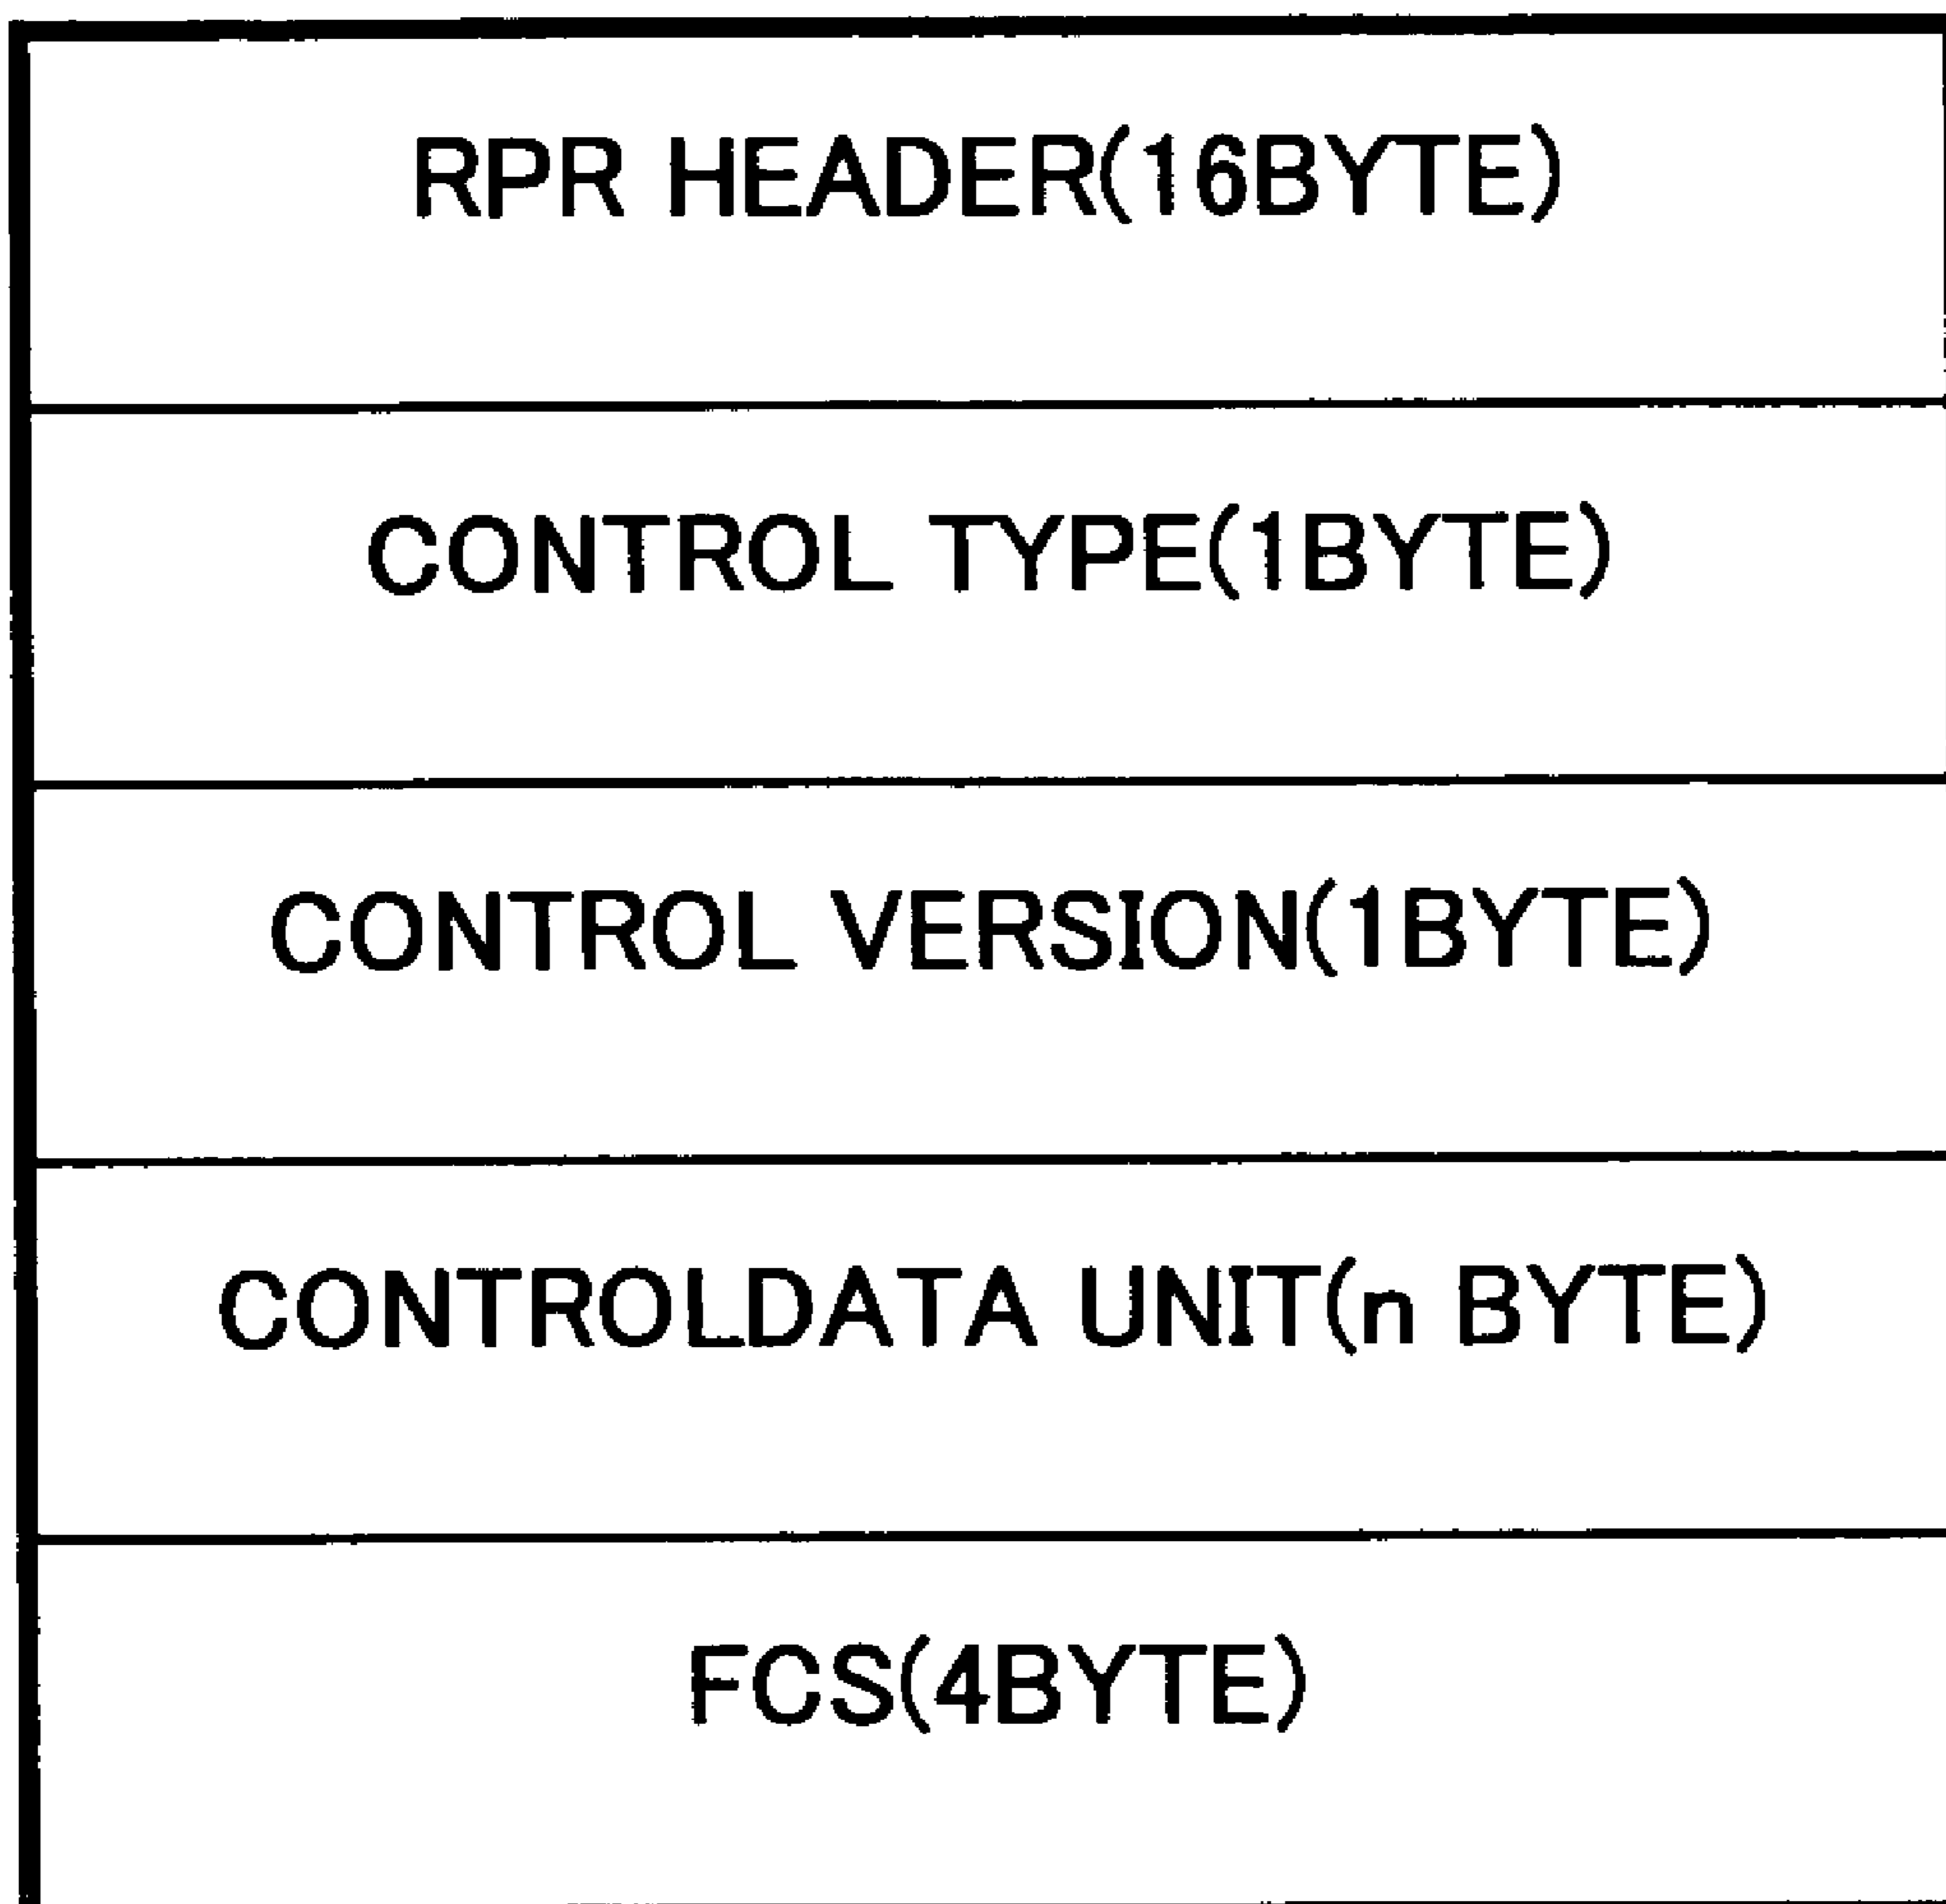 RPR HEADER(16BYTE)
CONTROL TYPE(1BYTE)
CONTROL VERSION(1BYTE)
CONTROLDATA UNIT(n BYTE)
FCS(4BYTE)